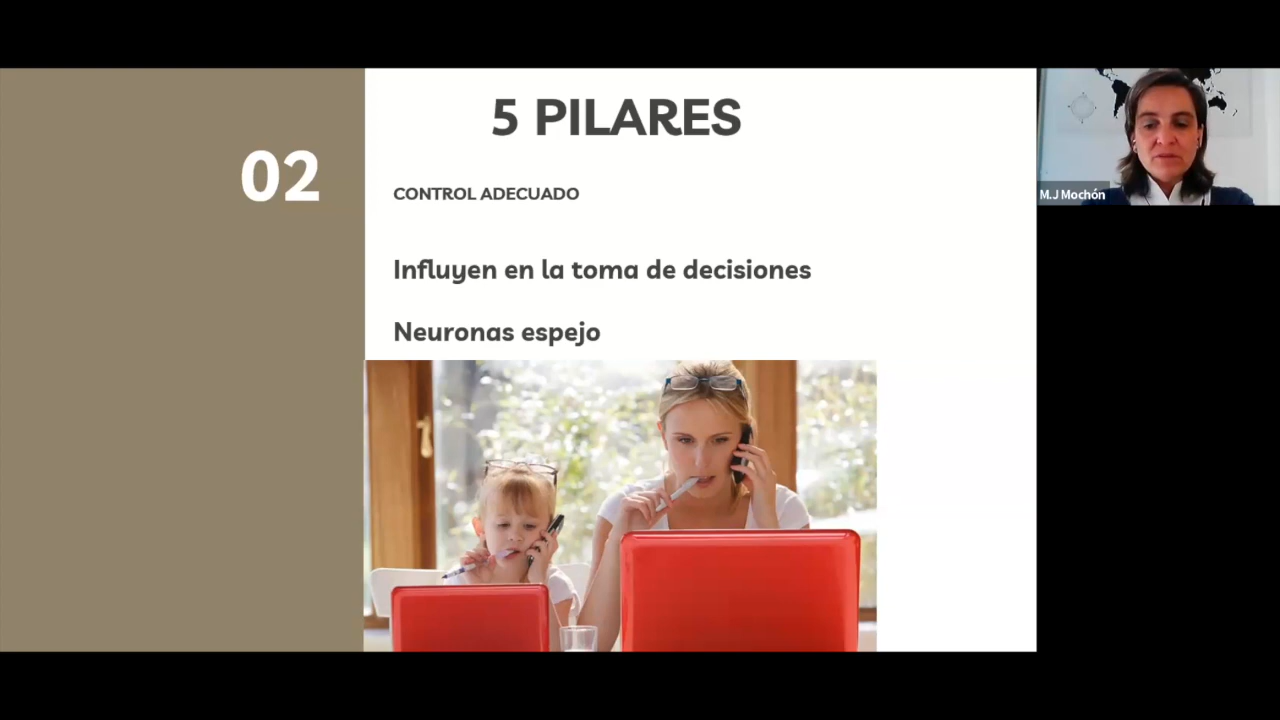 5 PILARES
02
CONTROL ADECUADO
Influyen en la toma de decisiones
Neuronas espejo
M.J Mochón